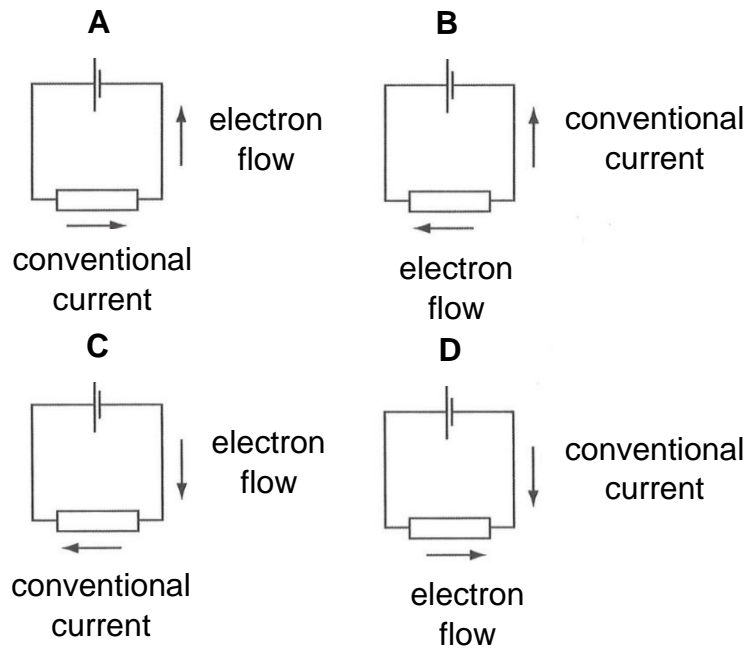 A
electron
flow
conventional
current
B
conventional
current
electron
flow
C
electron
flow
conventional
current
D
conventional
current
electron
flow